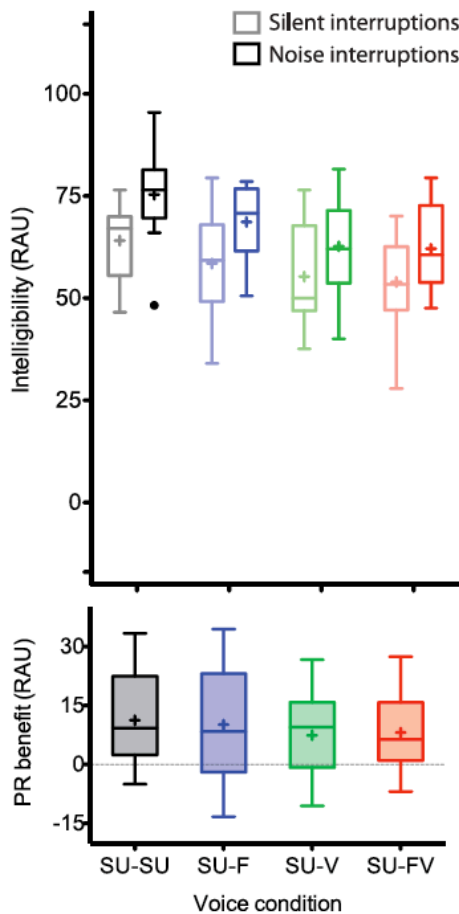 Silent interruptions
Noise interruptions
Intelligibility (RAU)
100
75
50
25
0
PR benefit (RAU)
30
15
0
-15
SU-SU SU-F SU-V SU-FV
Voice condition